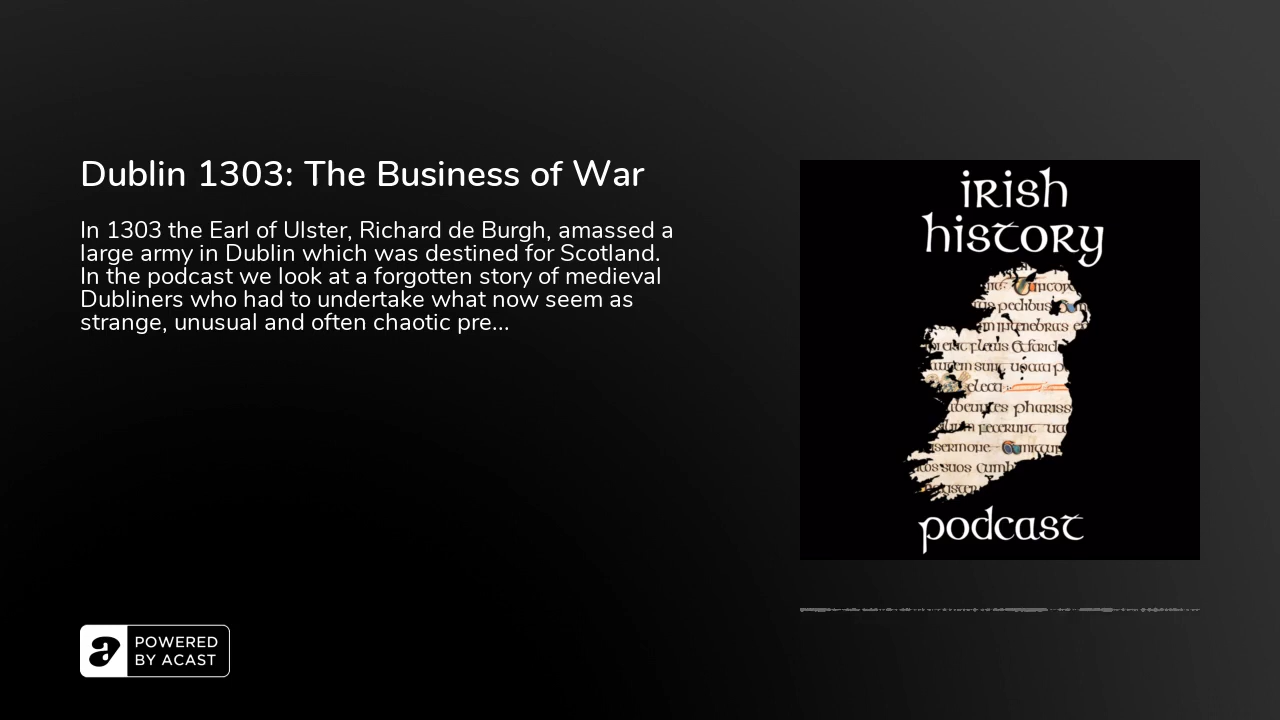 Dublin 1303: The Business of War
In 1303 the Earl of Ulster, Richard de Burgh, amassed a
large army in Dublin which was destined for Scotland.
In the podcast we look at a forgotten story of medieval
Dubliners who had to undertake what now seem as
strange, unusual and often chaotic pre...
irish
history
podcast
POWERED
BY ACAST